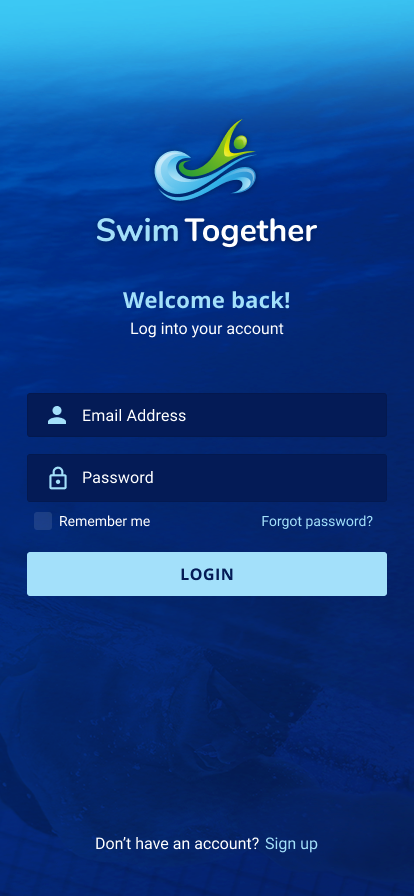 Swim Together
Welcome back!
Log into your account
Email Address
Password
Remember me Forgot password?
LOGIN
Don’t have an account? Sign up